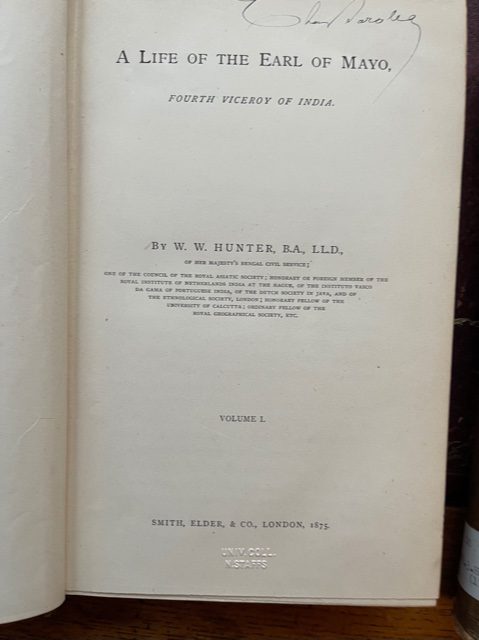 A LIFE OF THE EARL OF MAYO,
FOURTH VICEROY OF INDIA.
BY W. W. HUNTER, B.A., LL.D.,
OF HER MAJESTY'S BENGAL CIVIL SERVICE;
ONE OF THE COUNCIL OF THE ROYAL ASIATIC SOCIETY; HONORARY OR FOREIGN MEMBER OF THE
ROYAL INSTITUTE OF NETHERLANDS INDIA AT THE HAGUE, OF THE INSTITUTO VASCO
DA GAMA OF PORTUGUESE INDIA, OF THE DUTCH SOCIETY IN JAVA, AND OF
THE ETHNOLOGICAL SOCIETY, LONDON; HONORARY FELLOW OF THE
UNIVERSITY OF CALCUTTA; ORDINARY FELLOW OF THE
ROYAL GEOGRAPHICAL SOCIETY, ETC.
VOLUME I.
SMITH, ELDER, & CO., LONDON, 1875.
UNIV. COLL.
N. STAFFS